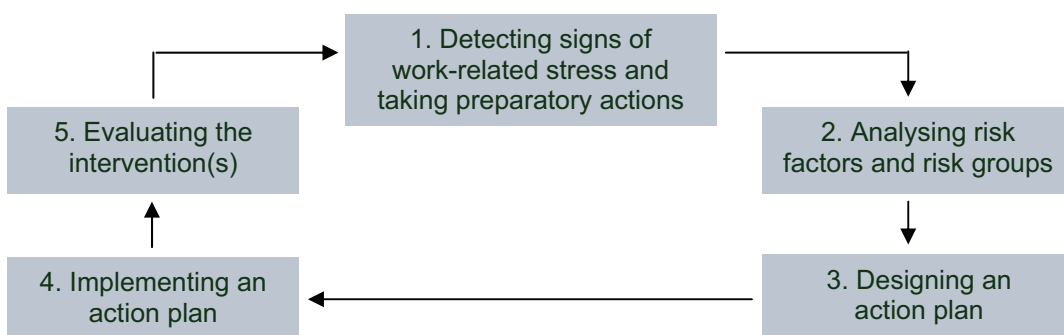 1. Detecting signs of
work-related stress and
taking preparatory actions
2. Analysing risk
factors and risk groups
3. Designing an
action plan
4. Implementing an
action plan
5. Evaluating the
intervention(s)